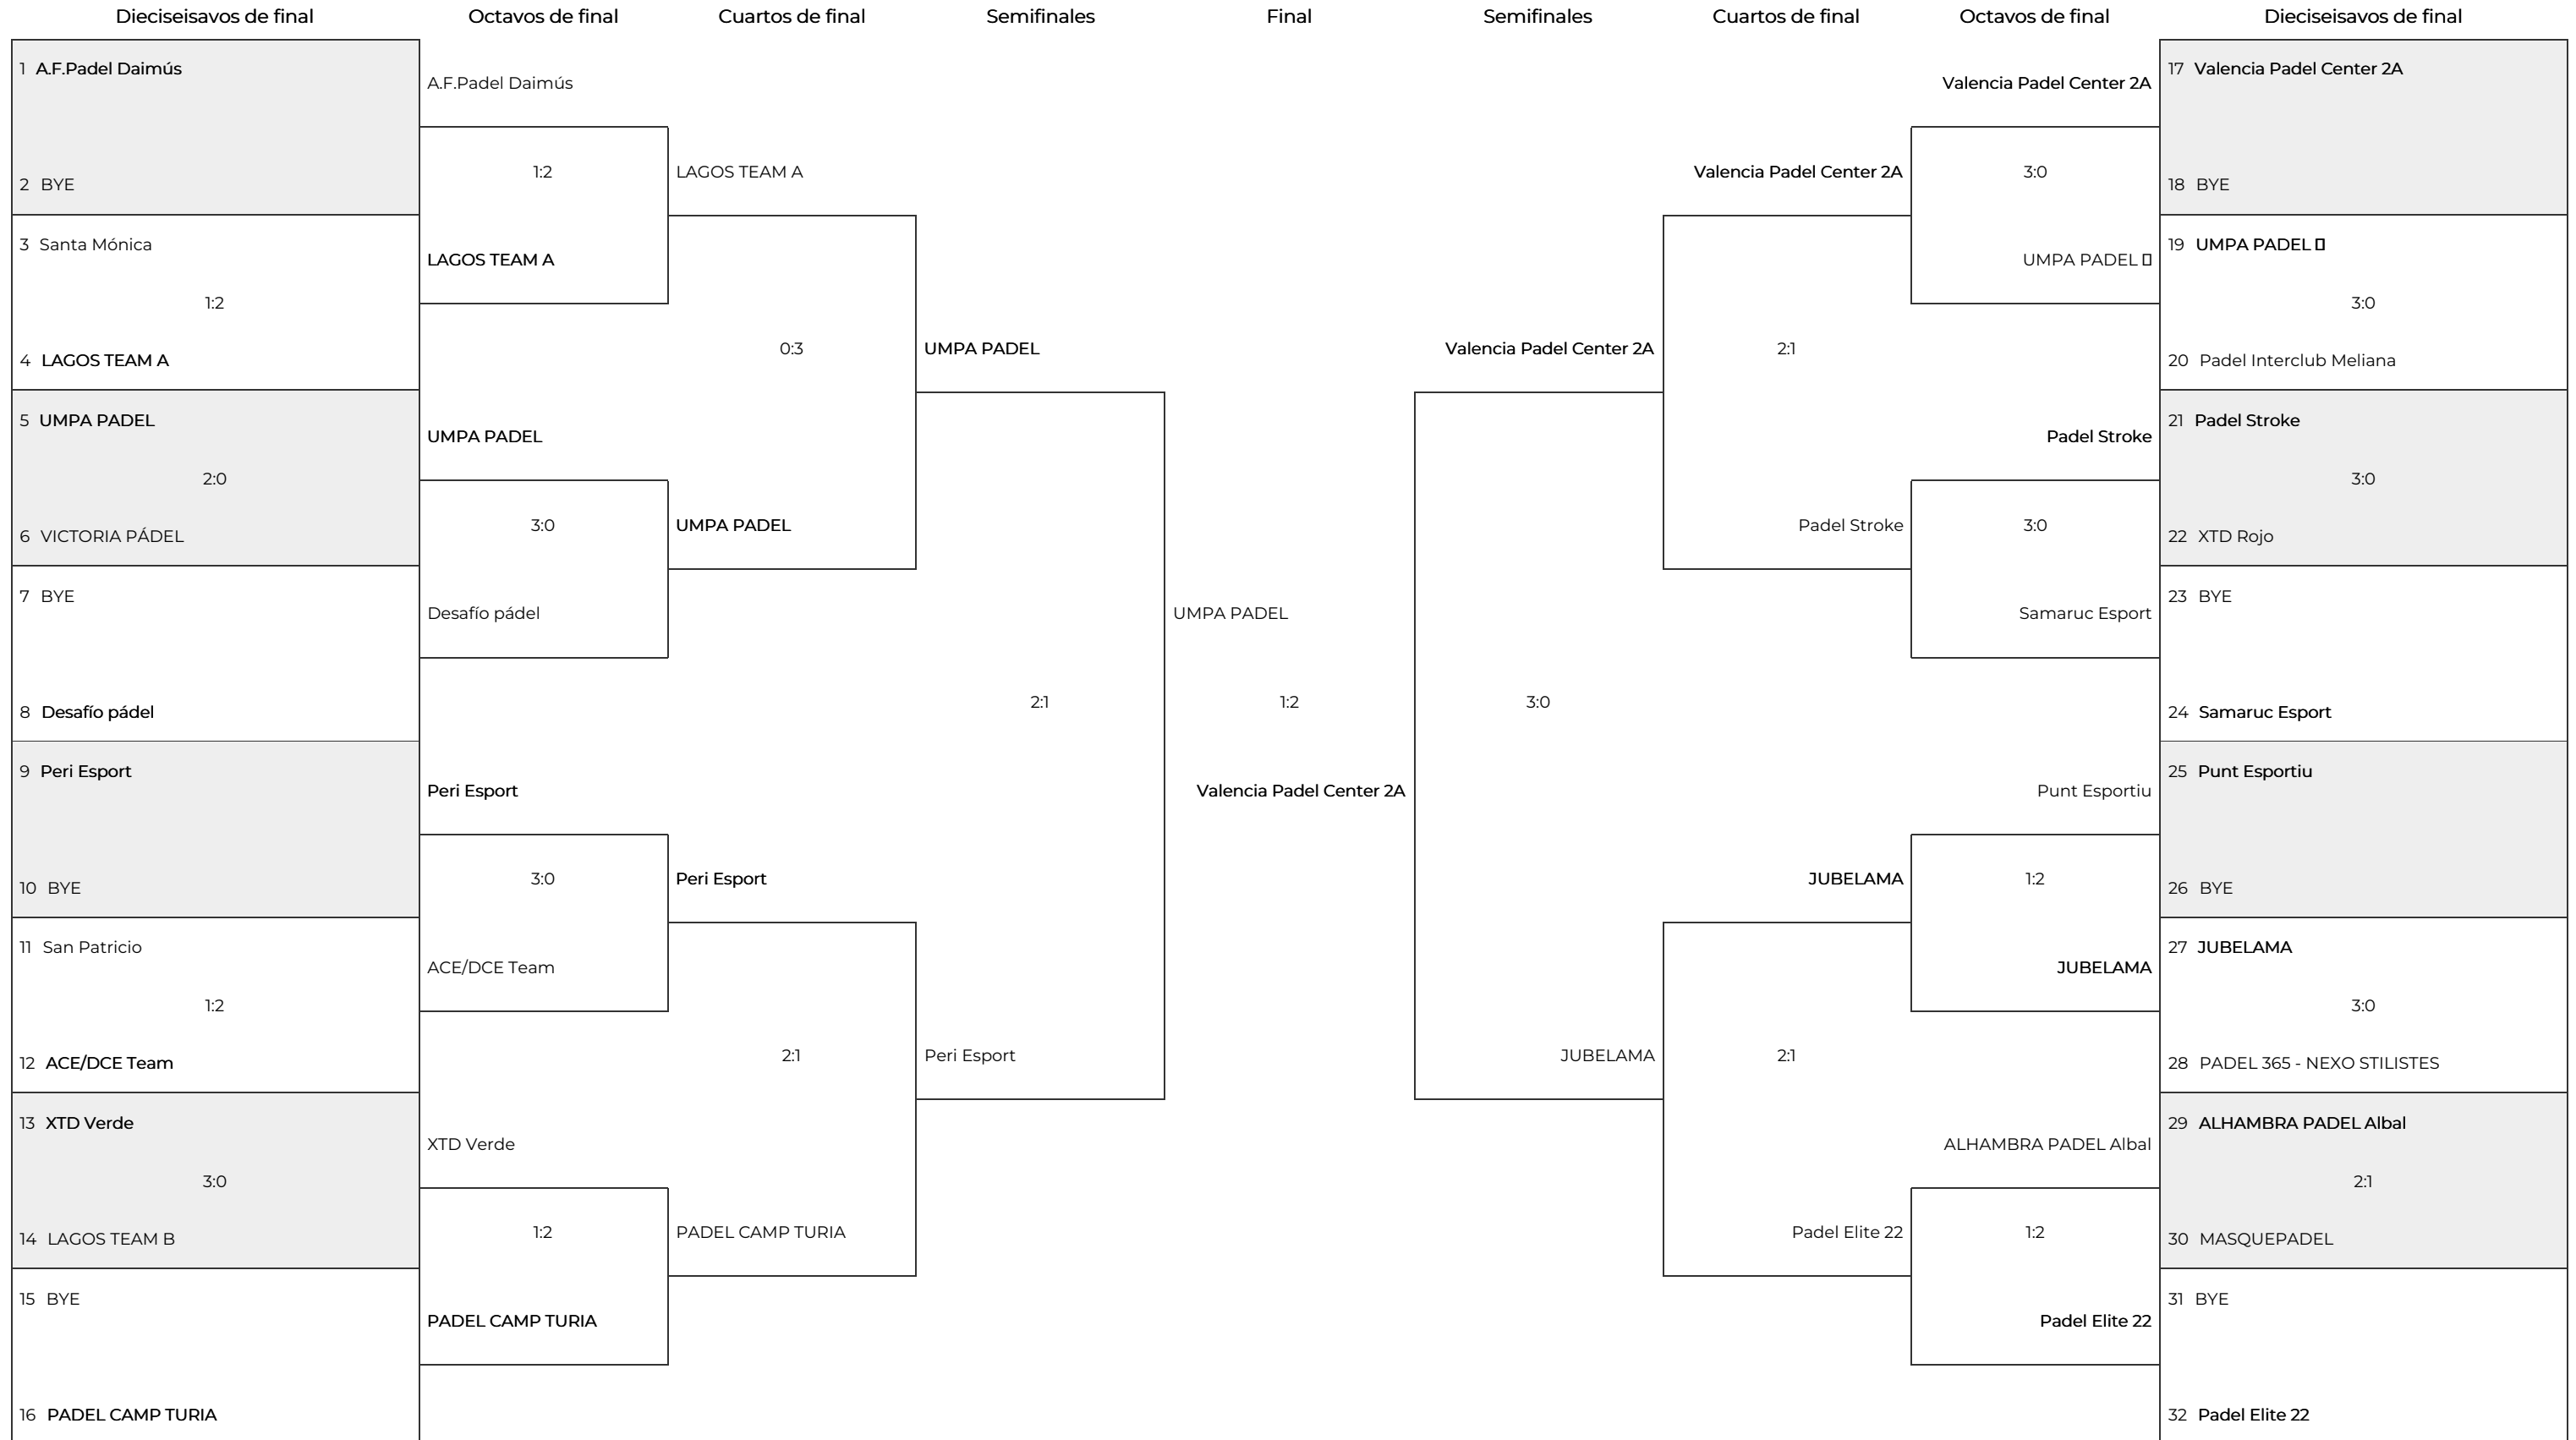 Dieciseisavos de final
Octavos de final
Cuartos de final
Semifinales
Final
Semifinales
Cuartos de final
Octavos de final
Dieciseisavos de final
1 A.F.Padel Daimús
2 BYE
3 Santa Mónica
1:2
4 LAGOS TEAM A
5 UMPA PADEL
2:0
6 VICTORIA PÁDEL
7 BYE
8 Desafío pádel
9 Peri Esport
10 BYE
11 San Patricio
1:2
12 ACE/DCE Team
13 XTD Verde
3:0
14 LAGOS TEAM B
15 BYE
16 PADEL CAMP TURIA
A.F.Padel Daimús
1:2
LAGOS TEAM A
UMPA PADEL
3:0
Desafío pádel
Peri Esport
3:0
ACE/DCE Team
XTD Verde
1:2
PADEL CAMP TURIA
LAGOS TEAM A
0:3
UMPA PADEL
Peri Esport
2:1
PADEL CAMP TURIA
UMPA PADEL
2:1
Peri Esport
UMPA PADEL
1:2
Valencia Padel Center 2A
Valencia Padel Center 2A
3:0
JUBELAMA
Valencia Padel Center 2A
2:1
Padel Stroke
JUBELAMA
2:1
Padel Elite 22
Valencia Padel Center 2A
3:0
UMPA PADEL
Padel Stroke
3:0
Samaruc Esport
Punt Esportiu
1:2
JUBELAMA
ALHAMBRA PADEL Albal
1:2
Padel Elite 22
17 Valencia Padel Center 2A
18 BYE
19 UMPA PADEL
3:0
20 Padel Interclub Meliana
21 Padel Stroke
3:0
22 XTD Rojo
23 BYE
24 Samaruc Esport
25 Punt Esportiu
26 BYE
27 JUBELAMA
3:0
28 PADEL 365 - NEXO STILISTES
29 ALHAMBRA PADEL Albal
2:1
30 MASQUEPADEL
31 BYE
32 Padel Elite 22